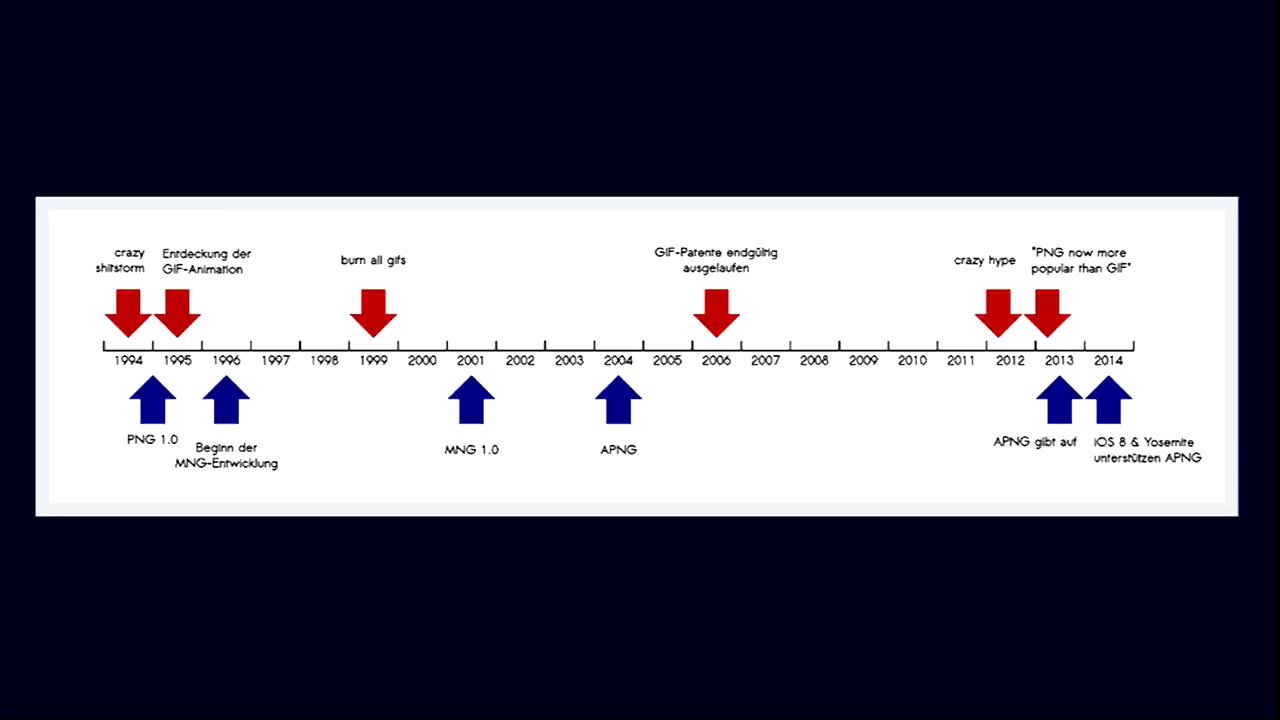 crazy
shitstorm
Entdeckung der
GIF-Animation
burn all gifs
GIF-Patente endgültig
ausgelaufen
crazy hype
"PNG now more
popular than GIF"
1994 1995 1996 1997 1998 1999 2000 2001 2002 2003 2004 2005 2006 2007 2008 2009 2010 2011 2012 2013 2014
PNG 1.0
Beginn der
MNG-Entwicklung
MNG 1.0
APNG
APNG gibt auf
iOS 8 & Yosemite
unterstützen APNG